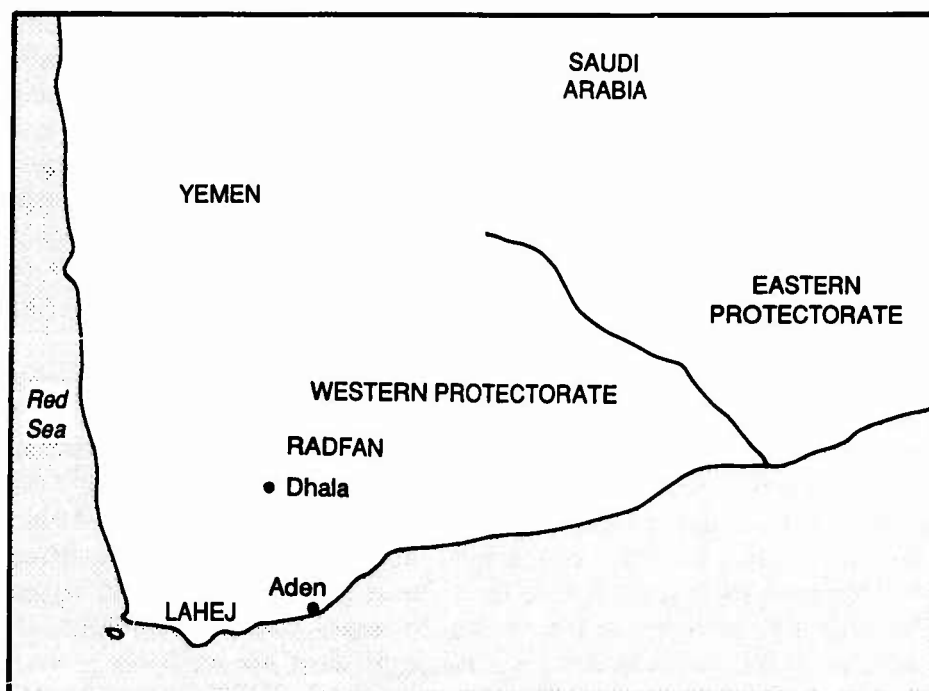 SAUDI
ARABIA
YEMEN
EASTERN
PROTECTORATE
WESTERN PROTECTORATE
Red
Sea
RADFAN
Dhala
Aden
LAHEJ